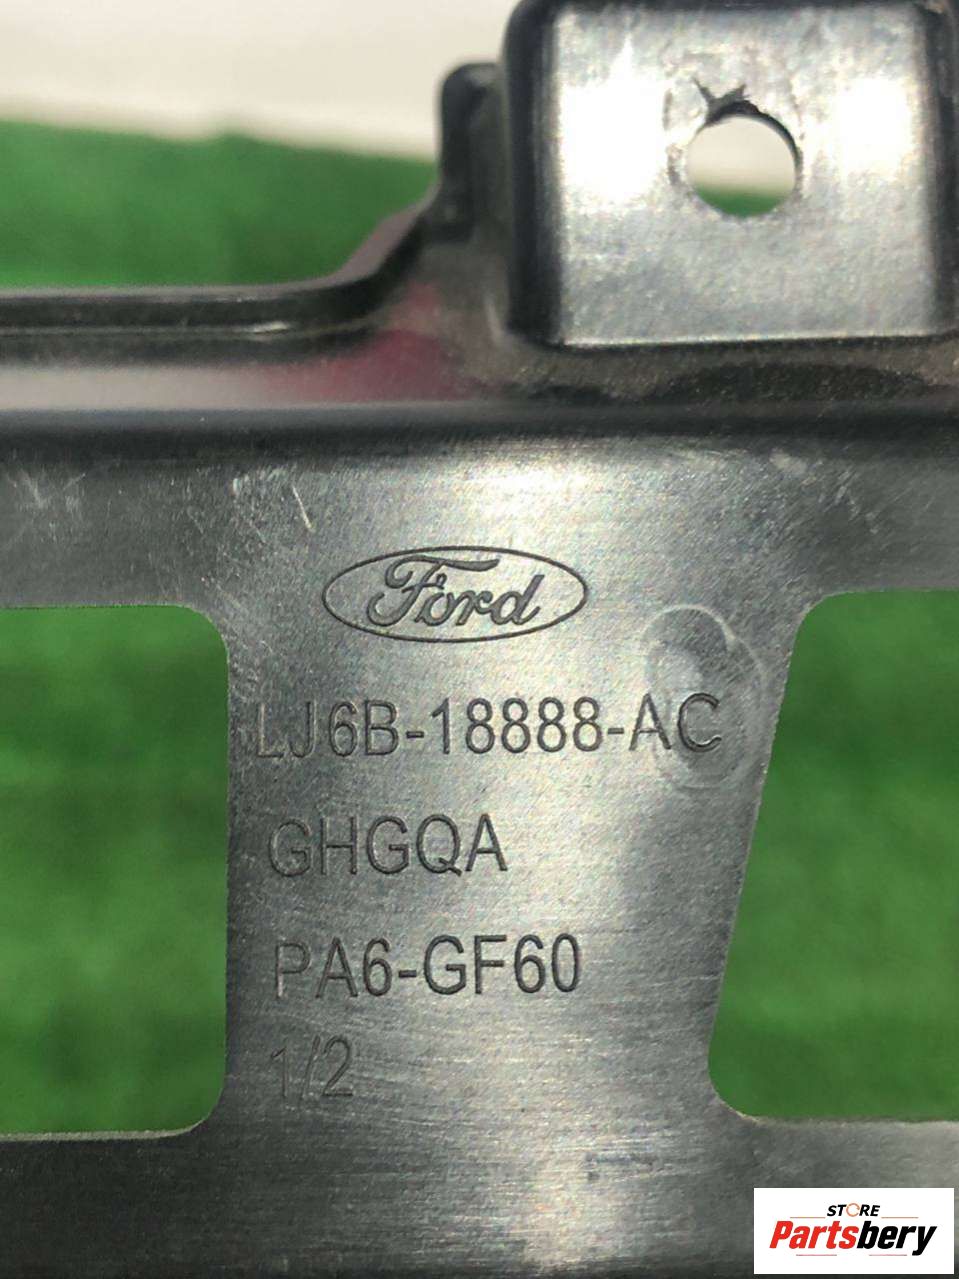 Ford
LJ6B-18888-AC
GHGQA
PA6-GF60
1/2
STORE
Partsbery